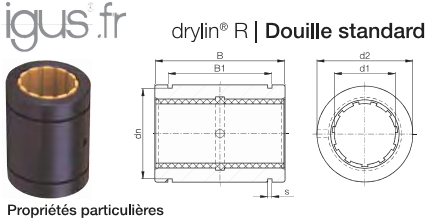 igus®.fr
drylin® R | Douille standard
B
B1
d2
d1
dn
s
Propriétés particulières